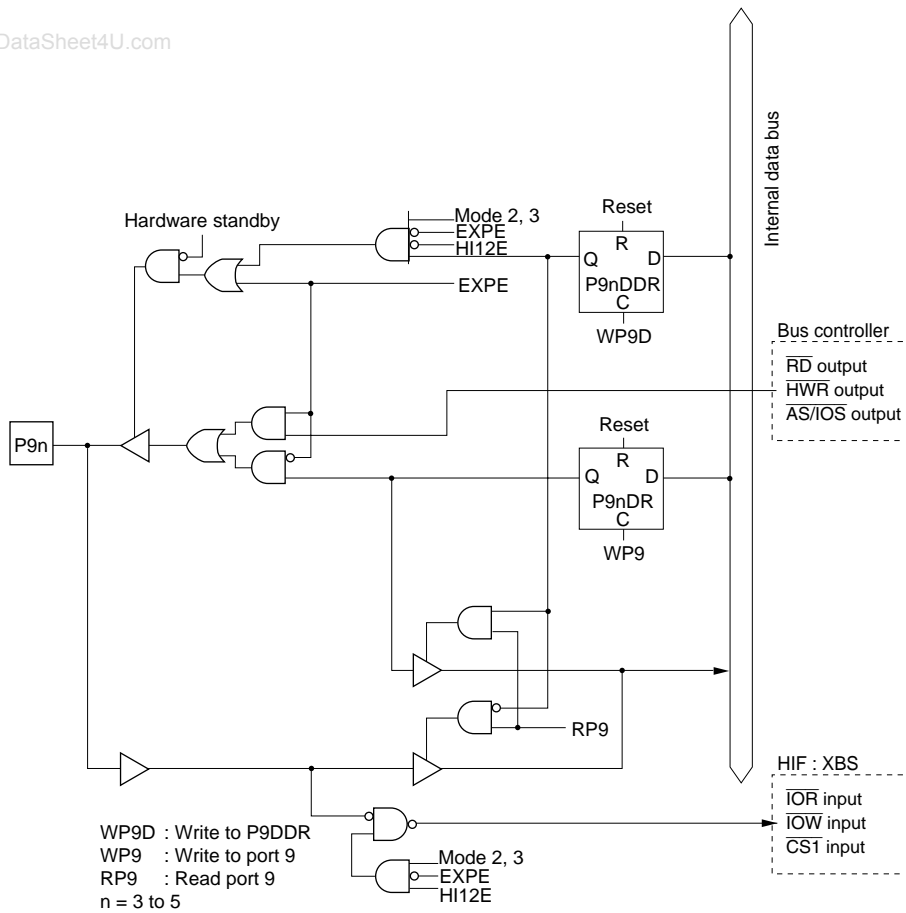 DataSheet4U.com
Internal data bus
Hardware standby
Mode 2, 3
EXPE
HI12E
EXPE
Reset
R
Q D
P9nDDR
C
WP9D
Bus controller
RD output
HWR output
AS/IOS output
P9n
Reset
R
Q D
P9nDR
C
WP9
RP9
HIF : XBS
IOR input
IOW input
CS1 input
Mode 2, 3
EXPE
HI12E
WP9D : Write to P9DDR
WP9 : Write to port 9
RP9 : Read port 9
n = 3 to 5